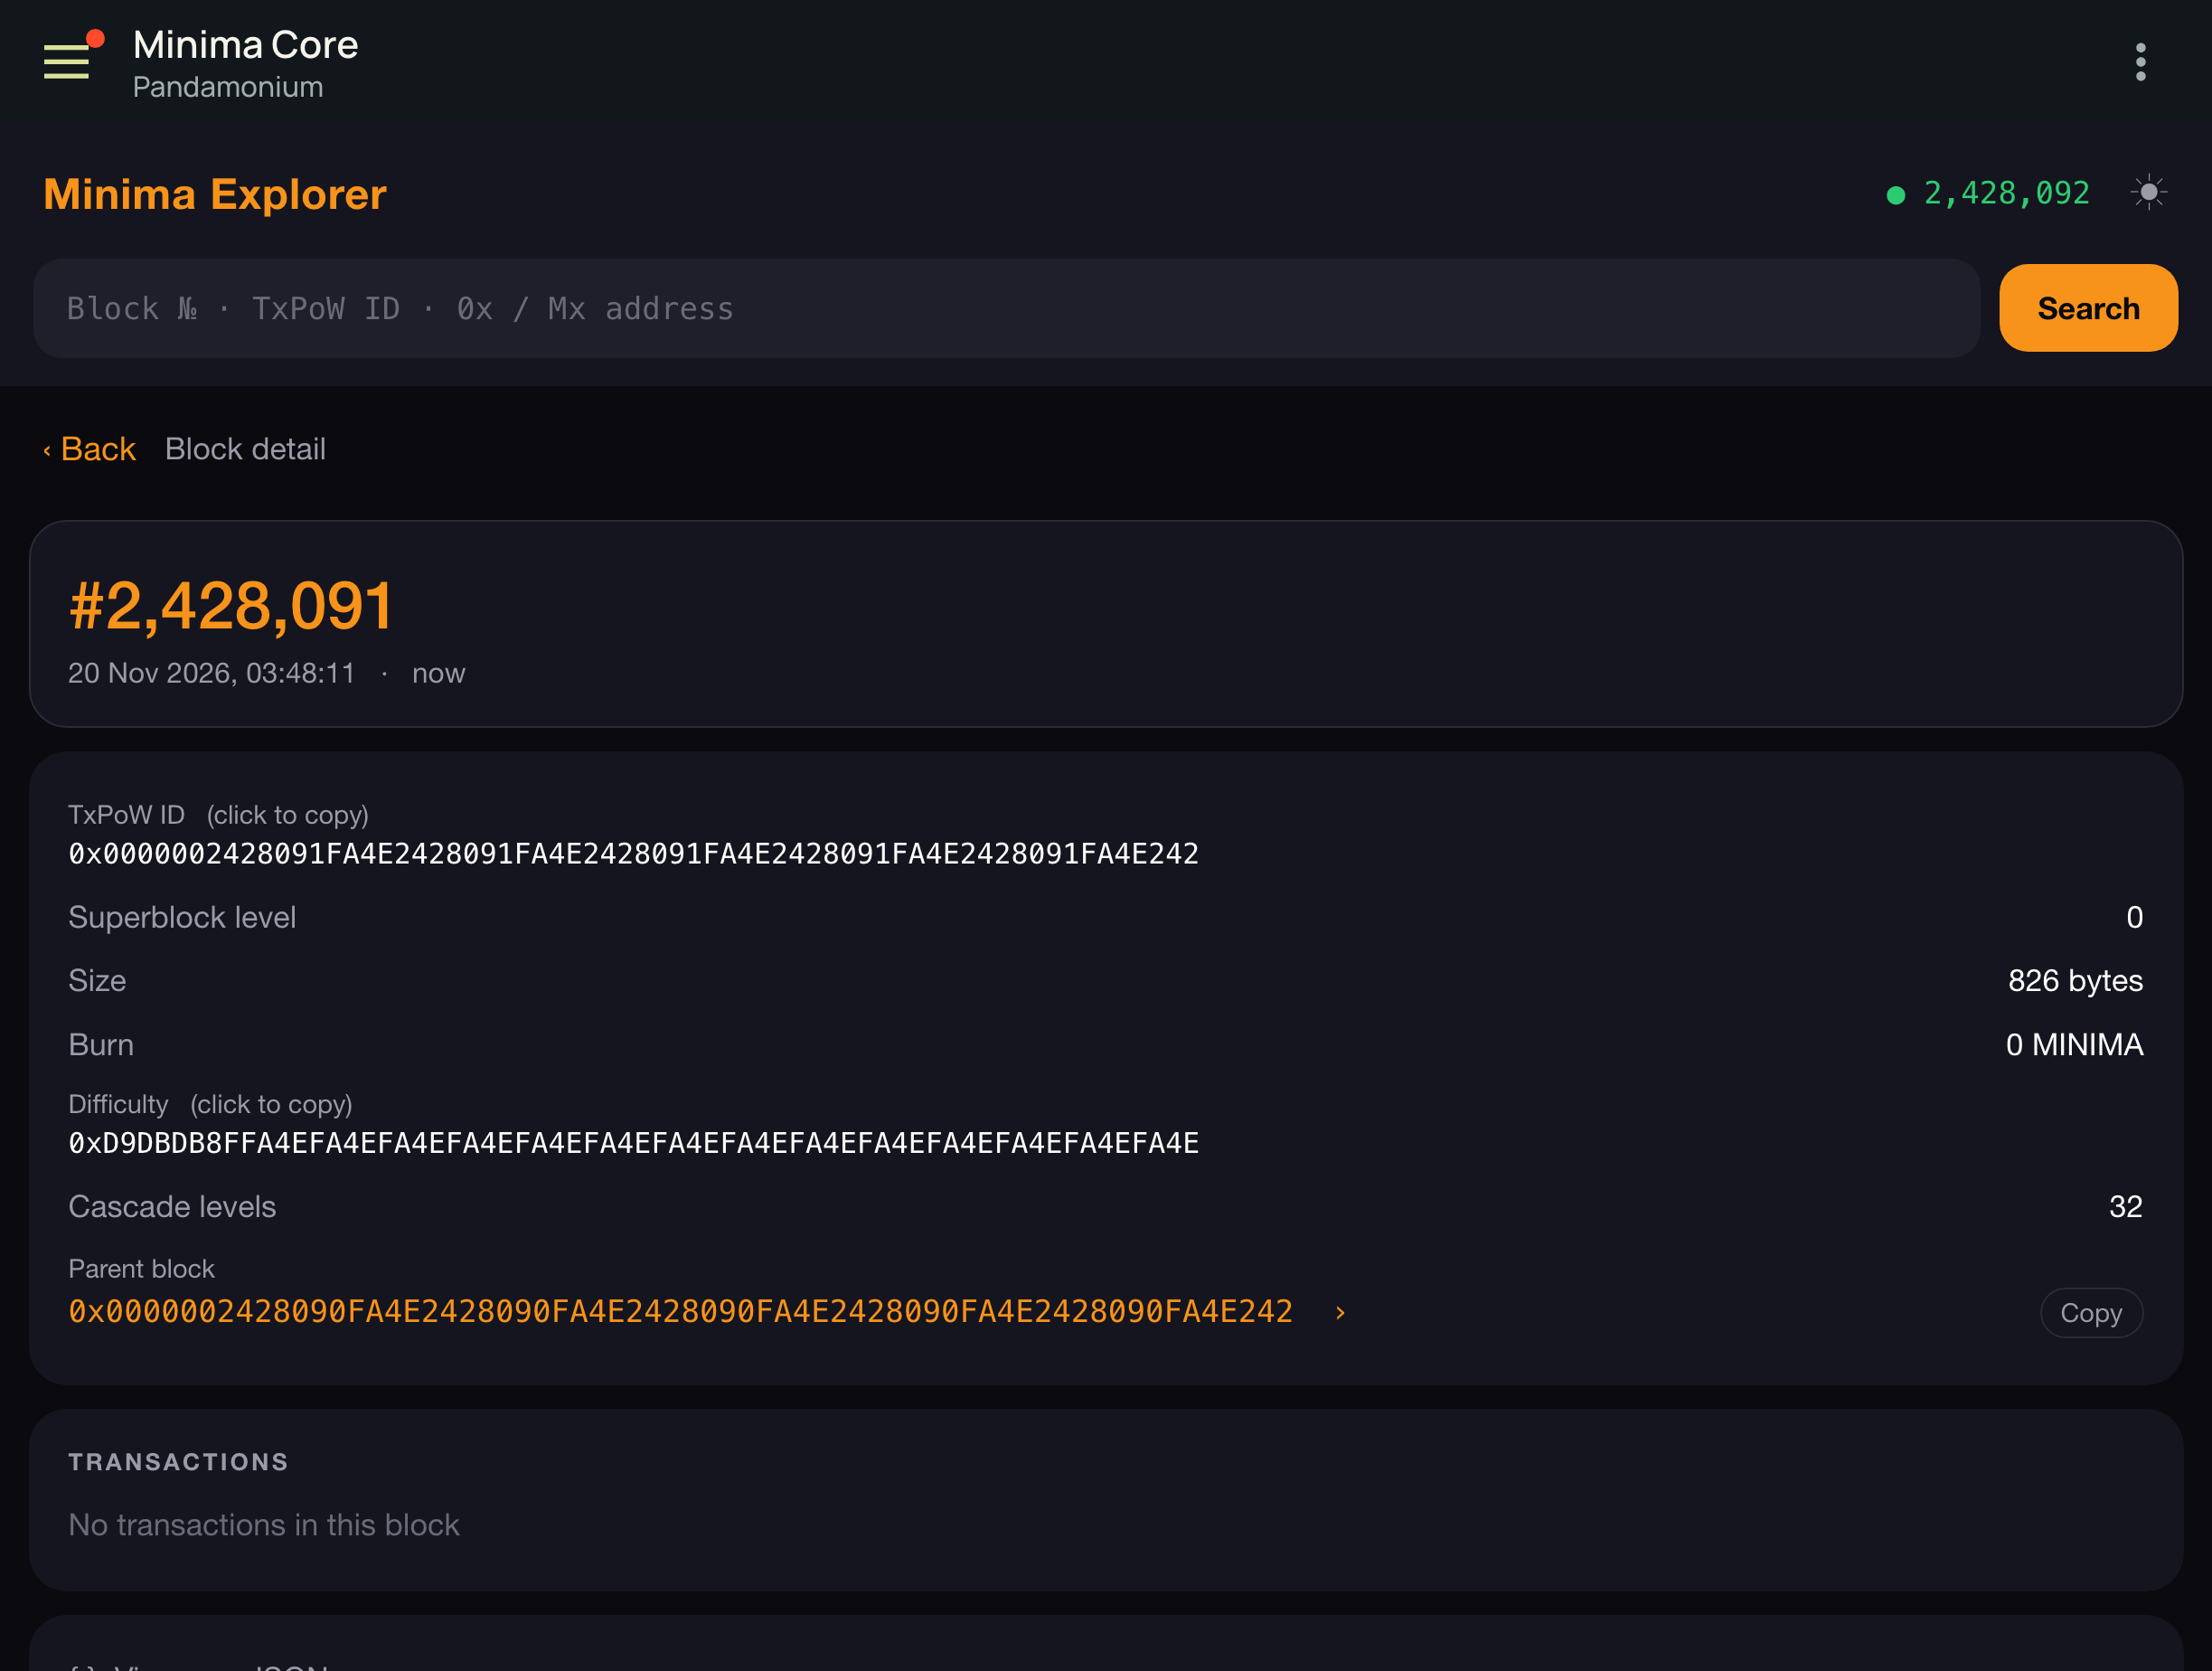 Minima Core
Pandamonium
Minima Explorer
2,428,092
Block № · TxPoW ID · 0x / Mx address
Search
‹ Back Block detail
#2,428,091
20 Nov 2026, 03:48:11 · now
TxPoW ID (click to copy)
0x0000002428091FA4E2428091FA4E2428091FA4E2428091FA4E2428091FA4E242
Superblock level 0
Size 826 bytes
Burn 0 MINIMA
Difficulty (click to copy)
0xD9DBDB8FFA4EFA4EFA4EFA4EFA4EFA4EFA4EFA4EFA4EFA4EFA4EFA4EFA4EFA4E
Cascade levels 32
Parent block
0x0000002428090FA4E2428090FA4E2428090FA4E2428090FA4E2428090FA4E242 ›
Copy
TRANSACTIONS
No transactions in this block